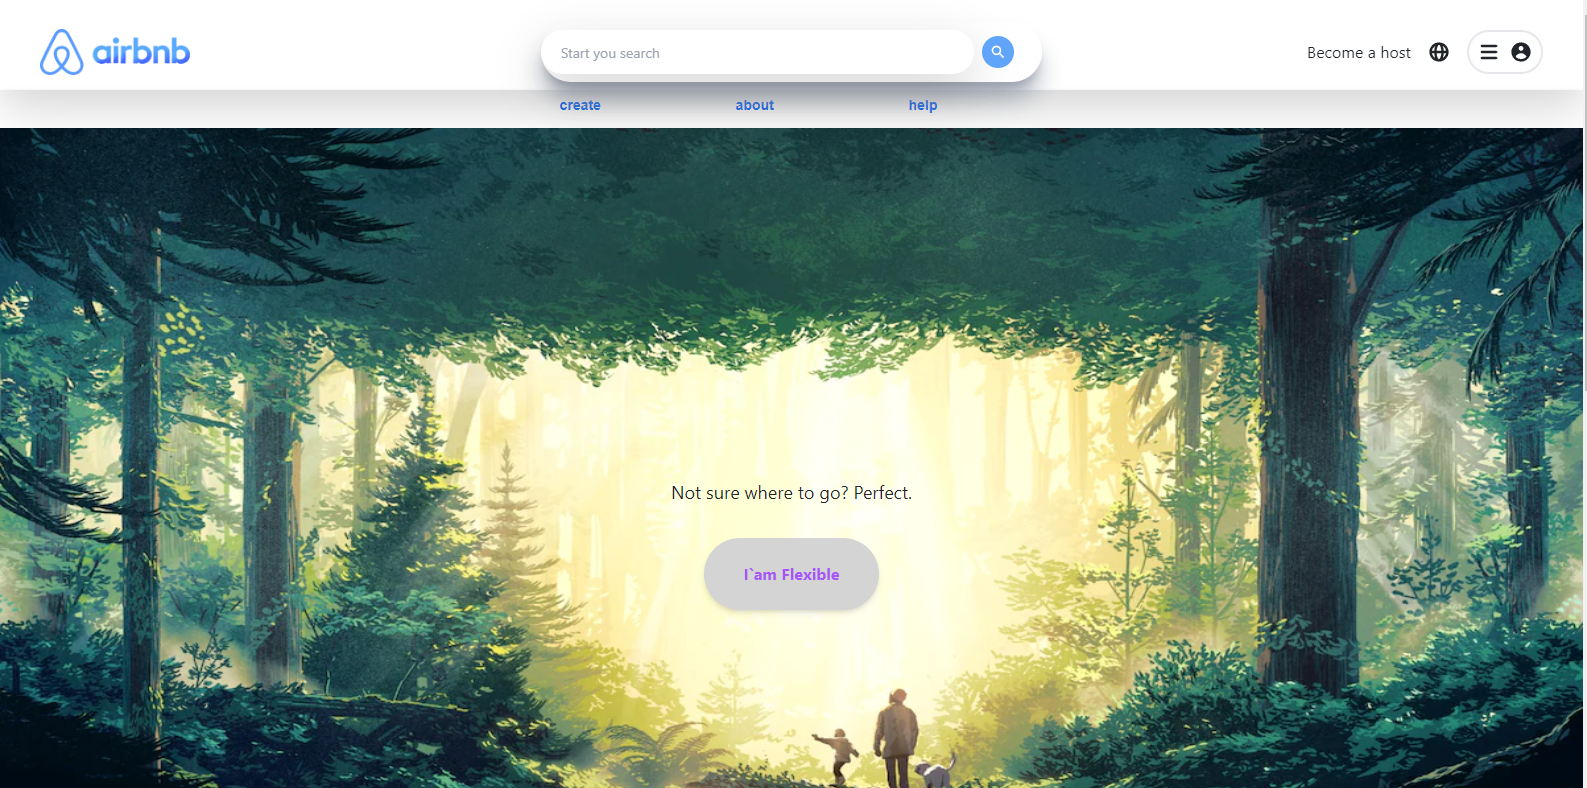 airbnb
Start you search
Become a host
create about help
Not sure where to go? Perfect.
I`am Flexible